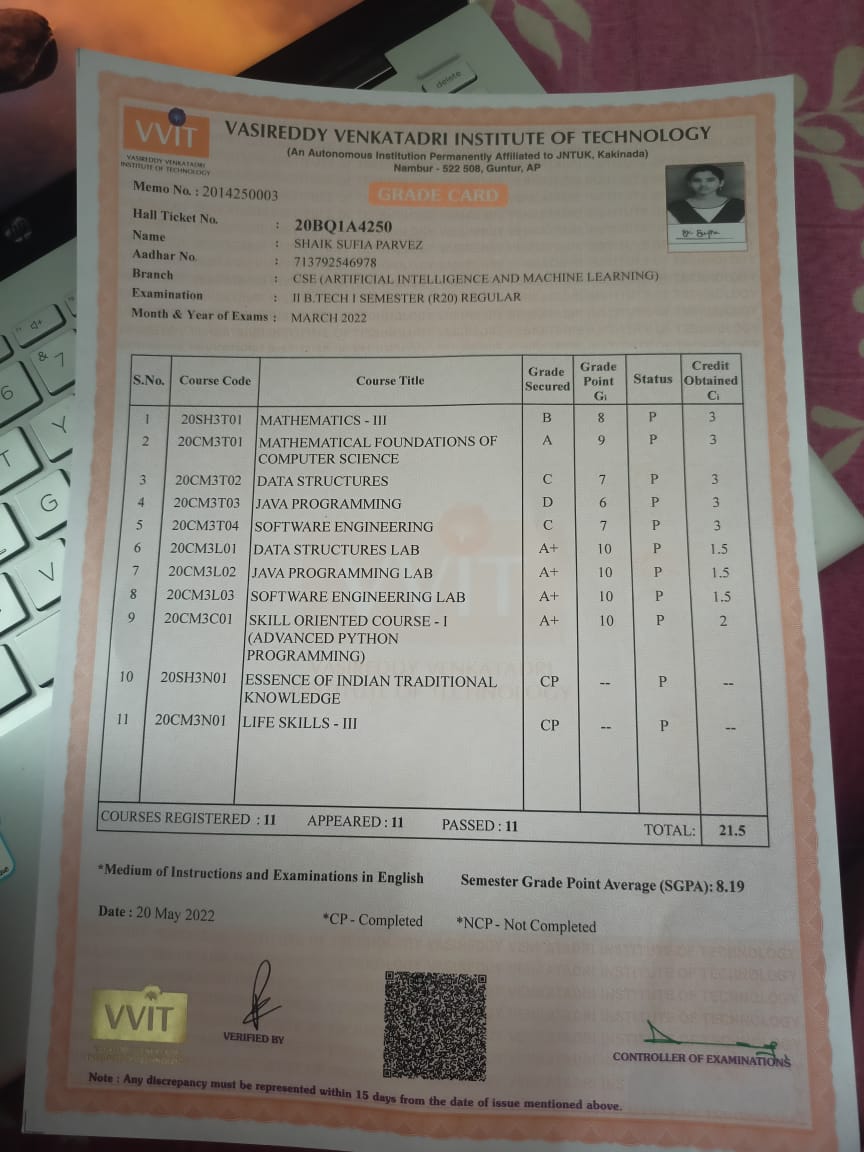 delete
VVIT
VASIREDDY VENKATADRI
INSTITUTE OF TECHNOLOGY
VASIREDDY VENKATADRI INSTITUTE OF TECHNOLOGY
(An Autonomous Institution Permanently Affiliated to JNTUK, Kakinada)
Nambur - 522 508, Guntur, AP
Memo No. : 2014250003
GRADE CARD
Hall Ticket No. : 20BQ1A4250
Name : SHAIK SUFIA PARVEZ
Aadhar No. : 713792546978
Branch : CSE (ARTIFICIAL INTELLIGENCE AND MACHINE LEARNING)
Examination : II B.TECH I SEMESTER (R20) REGULAR
Month & Year of Exams : MARCH 2022
S.No. Course Code Course Title Grade Secured Grade Point Gi Status Credit Obtained Ci
1 20SH3T01 MATHEMATICS - III B 8 P 3
2 20CM3T01 MATHEMATICAL FOUNDATIONS OF A 9 P 3
COMPUTER SCIENCE
3 20CM3T02 DATA STRUCTURES C 7 P 3
4 20CM3T03 JAVA PROGRAMMING D 6 P 3
5 20CM3T04 SOFTWARE ENGINEERING C 7 P 3
6 20CM3L01 DATA STRUCTURES LAB A+ 10 P 1.5
7 20CM3L02 JAVA PROGRAMMING LAB A+ 10 P 1.5
8 20CM3L03 SOFTWARE ENGINEERING LAB A+ 10 P 1.5
9 20CM3C01 SKILL ORIENTED COURSE - I A+ 10 P 2
(ADVANCED PYTHON
PROGRAMMING)
10 20SH3N01 ESSENCE OF INDIAN TRADITIONAL CP -- P --
KNOWLEDGE
11 20CM3N01 LIFE SKILLS - III CP -- P --
COURSES REGISTERED : 11 APPEARED : 11 PASSED : 11 TOTAL: 21.5
*Medium of Instructions and Examinations in English Semester Grade Point Average (SGPA): 8.19
Date : 20 May 2022 *CP - Completed *NCP - Not Completed
VVIT
VERIFIED BY
CONTROLLER OF EXAMINATIONS
Note : Any discrepancy must be represented within 15 days from the date of issue mentioned above.